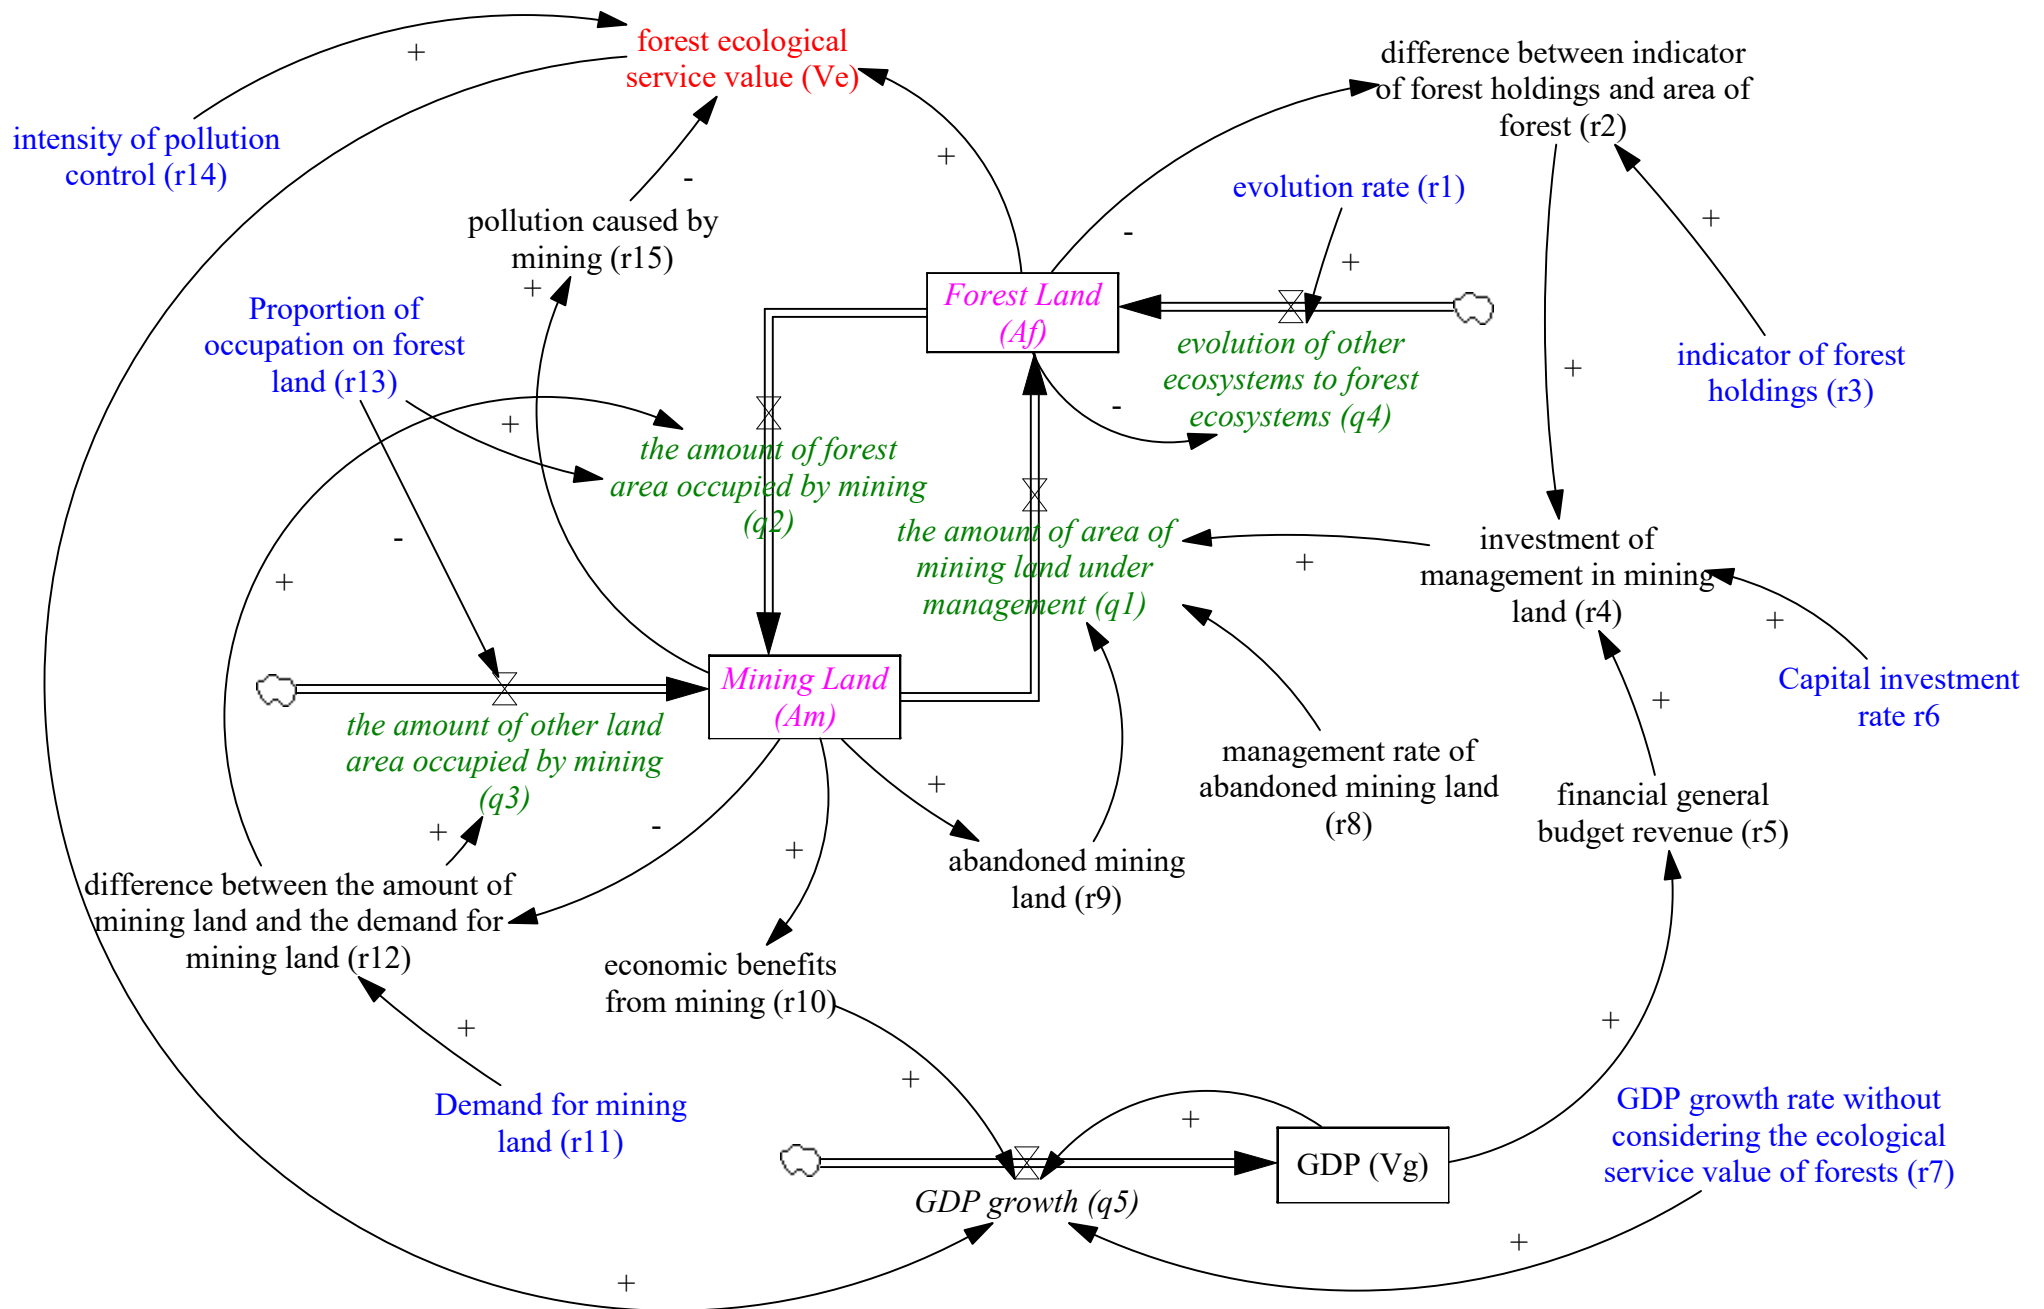 forest ecological
service value (Ve)
difference between indicator
of forest holdings and area of
forest (r2)
+
intensity of pollution
control (r14)
+
-
evolution rate (r1)
pollution caused by
mining (r15)
+
-
+
+
Proportion of
occupation on forest
land (r13)
Forest Land
(Af)
evolution of other
ecosystems to forest
ecosystems (q4)
indicator of forest
holdings (r3)
+
-
+
the amount of forest
area occupied by mining
(q2)
the amount of area of
mining land under
management (q1)
investment of
management in mining
land (r4)
-
+
+
+
Mining Land
(Am)
Capital investment
rate r6
+
the amount of other land
area occupied by mining
(q3)
management rate of
abandoned mining land
(r8)
financial general
budget revenue (r5)
+
-
+
+
abandoned mining
land (r9)
difference between the amount of
mining land and the demand for
mining land (r12)
economic benefits
from mining (r10)
+
+
+
Demand for mining
land (r11)
+
GDP growth rate without
considering the ecological
service value of forests (r7)
GDP (Vg)
GDP growth (q5)
+
+